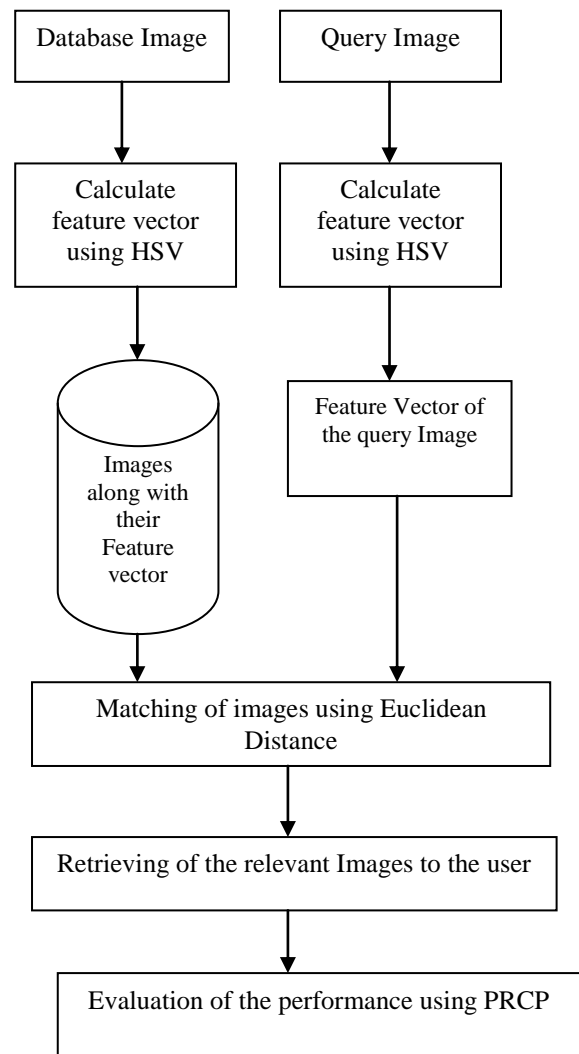 Database Image
Query Image
Calculate
feature vector
using HSV
Calculate
feature vector
using HSV
Images
along with
their
Feature
vector
Feature Vector of
the query Image
Matching of images using Euclidean
Distance
Retrieving of the relevant Images to the user
Evaluation of the performance using PRCP